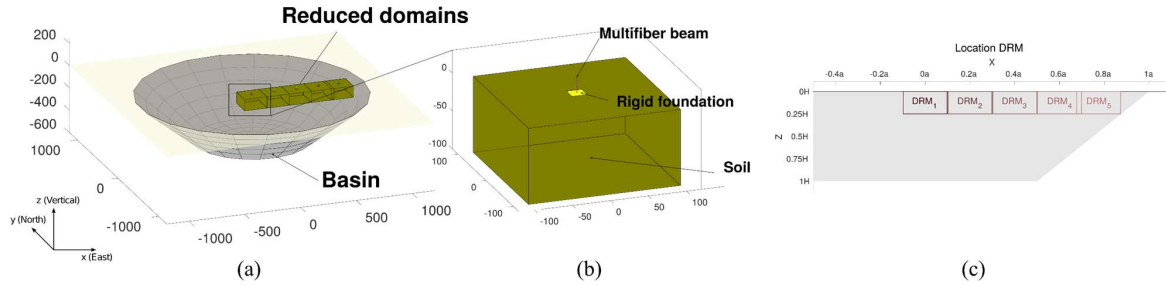 Reduced domains
200
0
-200
-400
-600
1000
0
-1000
-1000
-500
0
500
1000
Basin
z (Vertical)
y (North)
x (East)
(a)
Multifiber beam
Rigid foundation
Soil
0
-50
-100
100
0
-100
-100
-50
0
50
100
(b)
Location DRM
X
-0.4a -0.2a 0a 0.2a 0.4a 0.6a 0.8a 1a
0H
0.25H
0.5H
0.75H
1H
Z
DRM₁ DRM₂ DRM₃ DRM₄ DRM₅
(c)